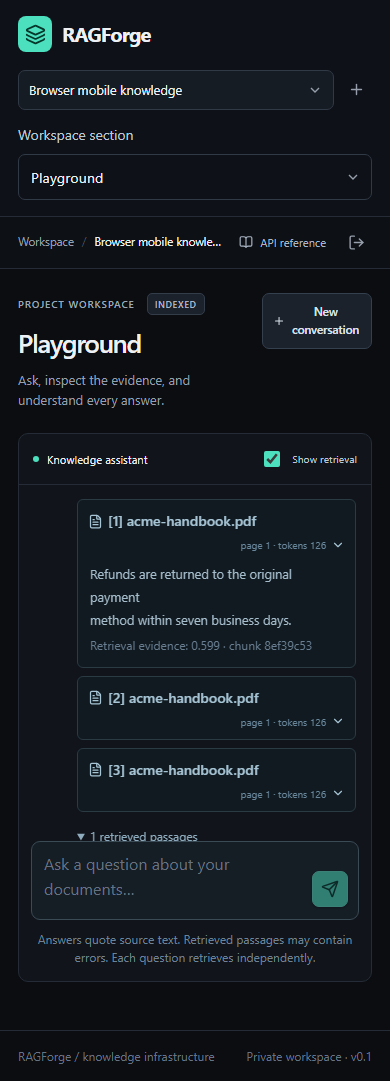 RAGForge
Browser mobile knowledge
Workspace section
Playground
Workspace / Browser mobile knowle... API reference
PROJECT WORKSPACE INDEXED
+ New conversation
Playground
Ask, inspect the evidence, and
understand every answer.
Knowledge assistant Show retrieval
[1] acme-handbook.pdf
page 1 · tokens 126
Refunds are returned to the original
payment
method within seven business days.
Retrieval evidence: 0.599 · chunk 8ef39c53
[2] acme-handbook.pdf
page 1 · tokens 126
[3] acme-handbook.pdf
page 1 · tokens 126
▼ 1 retrieved passages
Ask a question about your
documents...
Answers quote source text. Retrieved passages may contain
errors. Each question retrieves independently.
RAGForge / knowledge infrastructure Private workspace · v0.1